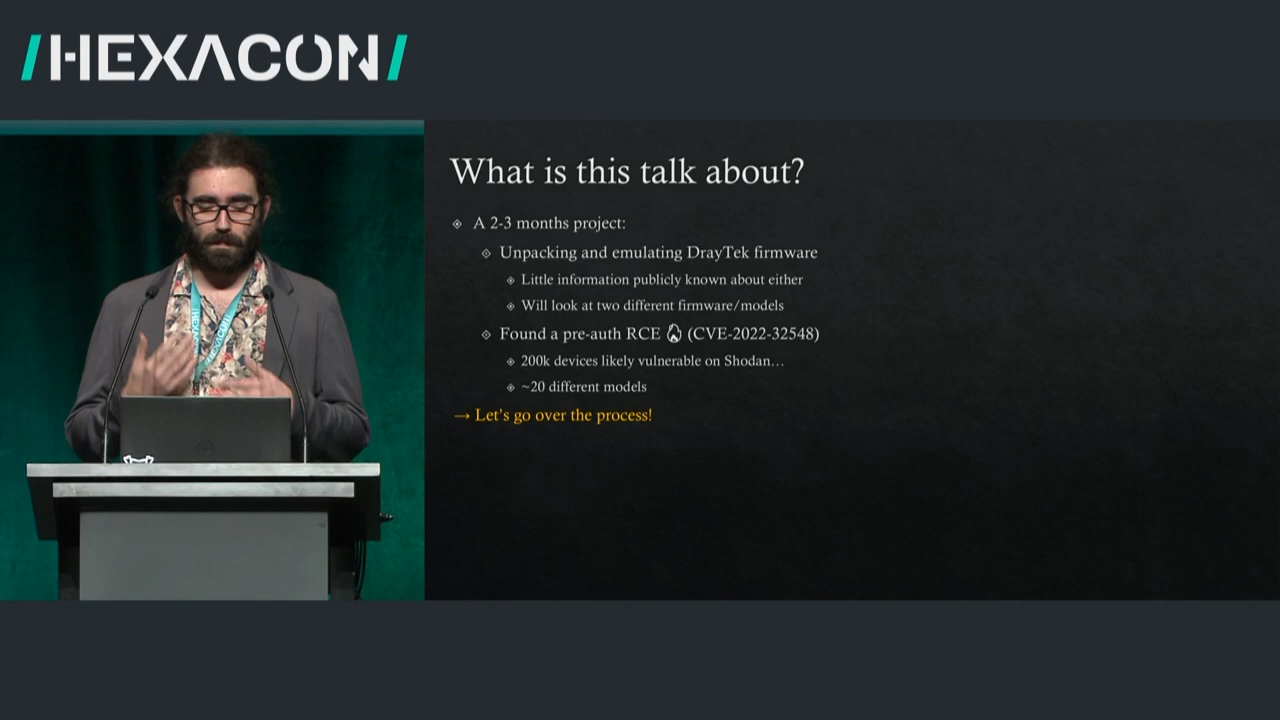 /HEXACON/
What is this talk about?
A 2-3 months project:
Unpacking and emulating DrayTek firmware
Little information publicly known about either
Will look at two different firmware/models
Found a pre-auth RCE 🔥 (CVE-2022-32548)
200k devices likely vulnerable on Shodan…
~20 different models
→ Let's go over the process!